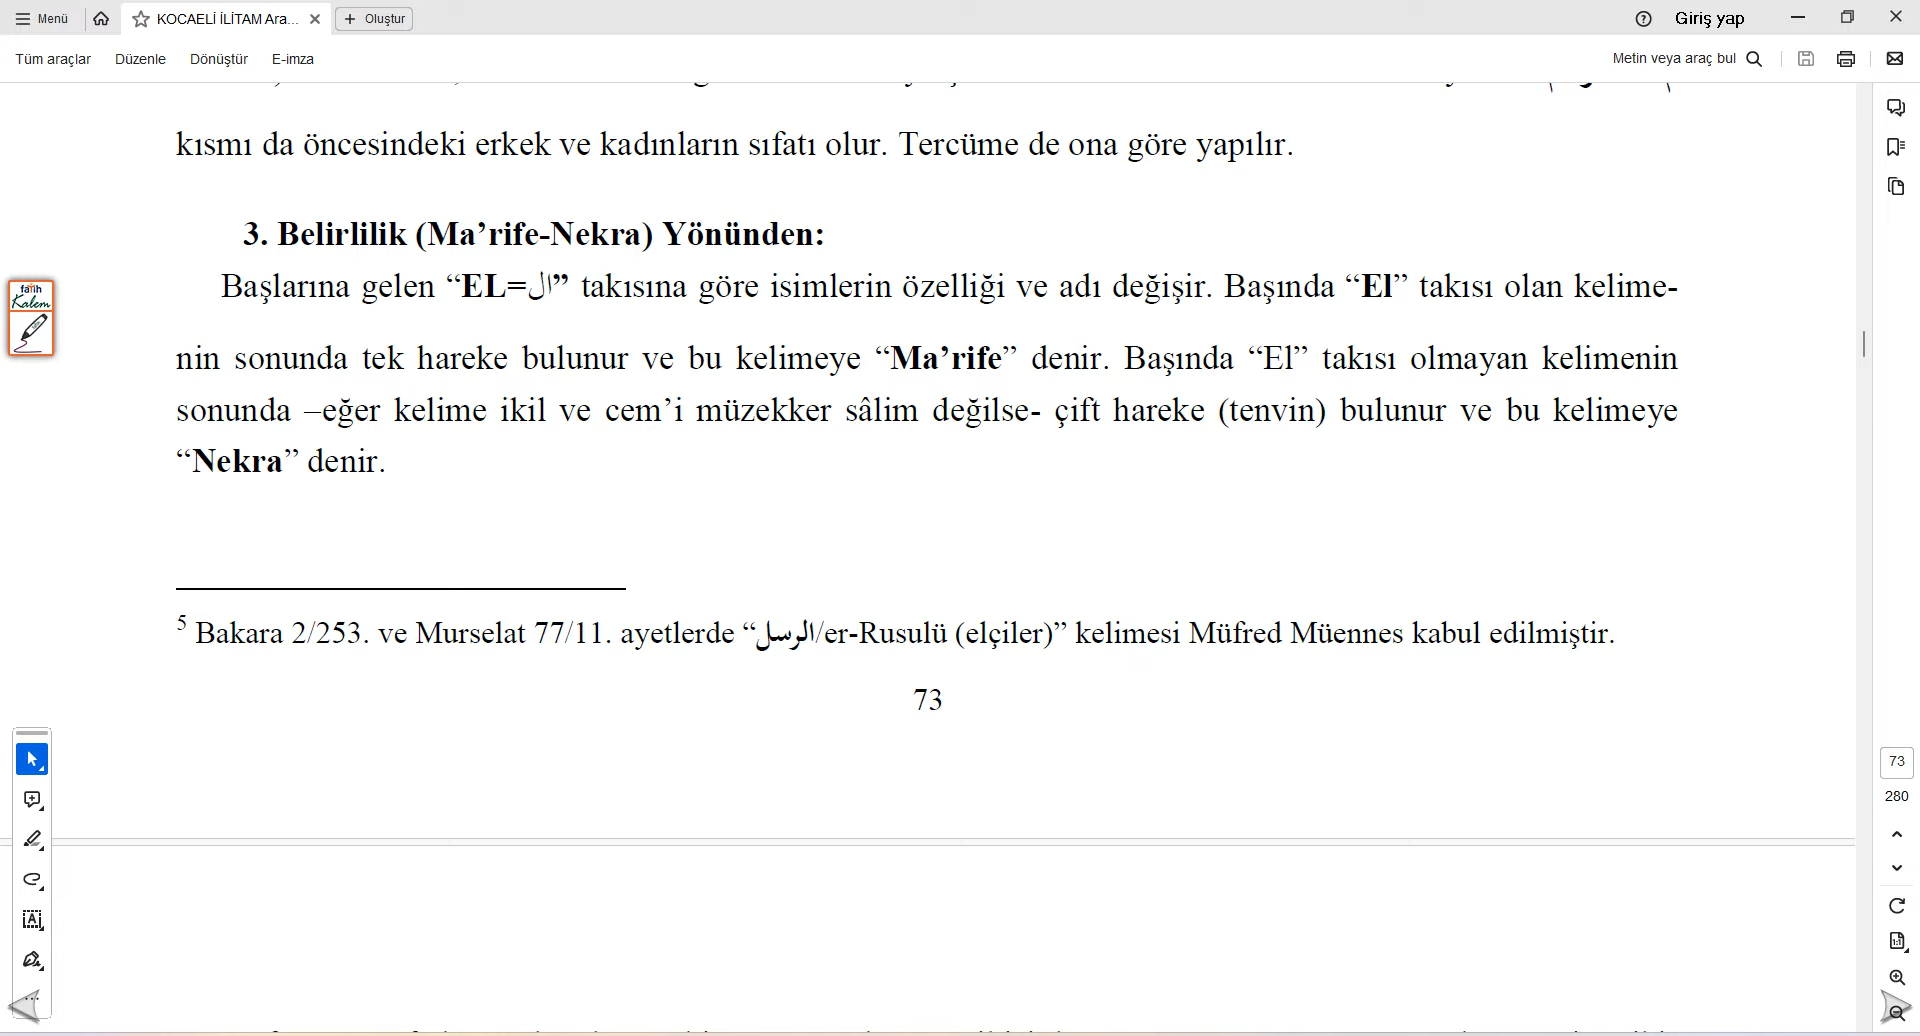 Menü
KOCAELİ İLİTAM Ara...
Oluştur
Giriş yap
Tüm araçlar Düzenle Dönüştür E-imza
Metin veya araç bul
kısmı da öncesindeki erkek ve kadınların sıfatı olur. Tercüme de ona göre yapılır.
3. Belirlilik (Ma’rife-Nekra) Yönünden:
Başlarına gelen “EL=ال” takısına göre isimlerin özelliği ve adı değişir. Başında “El” takısı olan kelime-
fatih
Kalem
nin sonunda tek hareke bulunur ve bu kelimeye “Ma’rife” denir. Başında “El” takısı olmayan kelimenin
sonunda –eğer kelime ikil ve cem’i müzekker sâlim değilse- çift hareke (tenvin) bulunur ve bu kelimeye
“Nekra” denir.
5 Bakara 2/253. ve Murselat 77/11. ayetlerde “الرسل/er-Rusulü (elçiler)” kelimesi Müfred Müennes kabul edilmiştir.
73
73
280